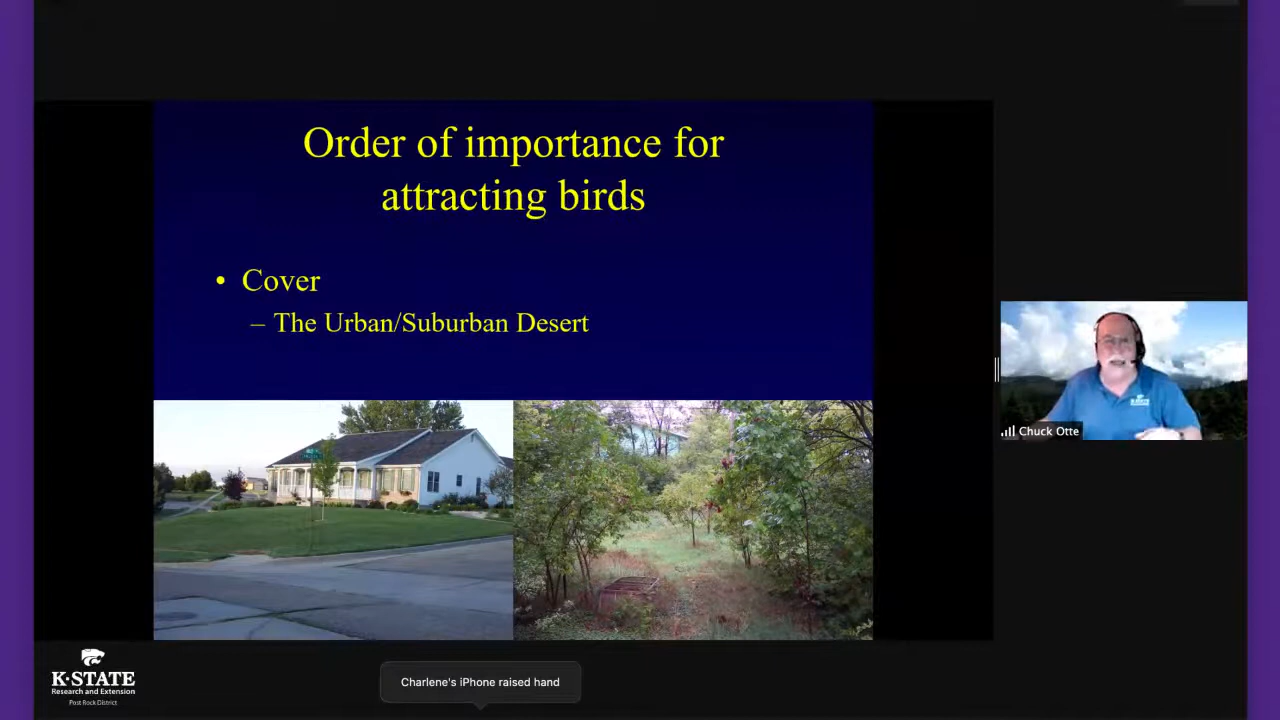 Order of importance for
attracting birds
• Cover
– The Urban/Suburban Desert
Chuck Otte
K-STATE
K·STATE
Research and Extension
Post Rock District
Charlene's iPhone raised hand